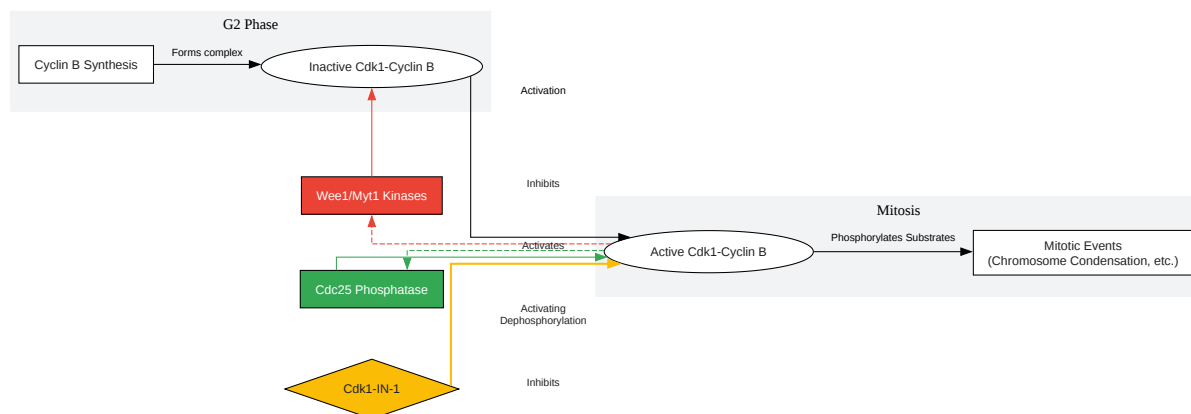 G2 Phase
Cyclin B Synthesis
Forms complex
Inactive Cdk1-Cyclin B
Activation
Wee1/Myt1 Kinases
Inhibits
Mitosis
Activates
Active Cdk1-Cyclin B
Phosphorylates Substrates
Mitotic Events
(Chromosome Condensation, etc.)
Cdc25 Phosphatase
Activating
Dephosphorylation
Cdk1-IN-1
Inhibits